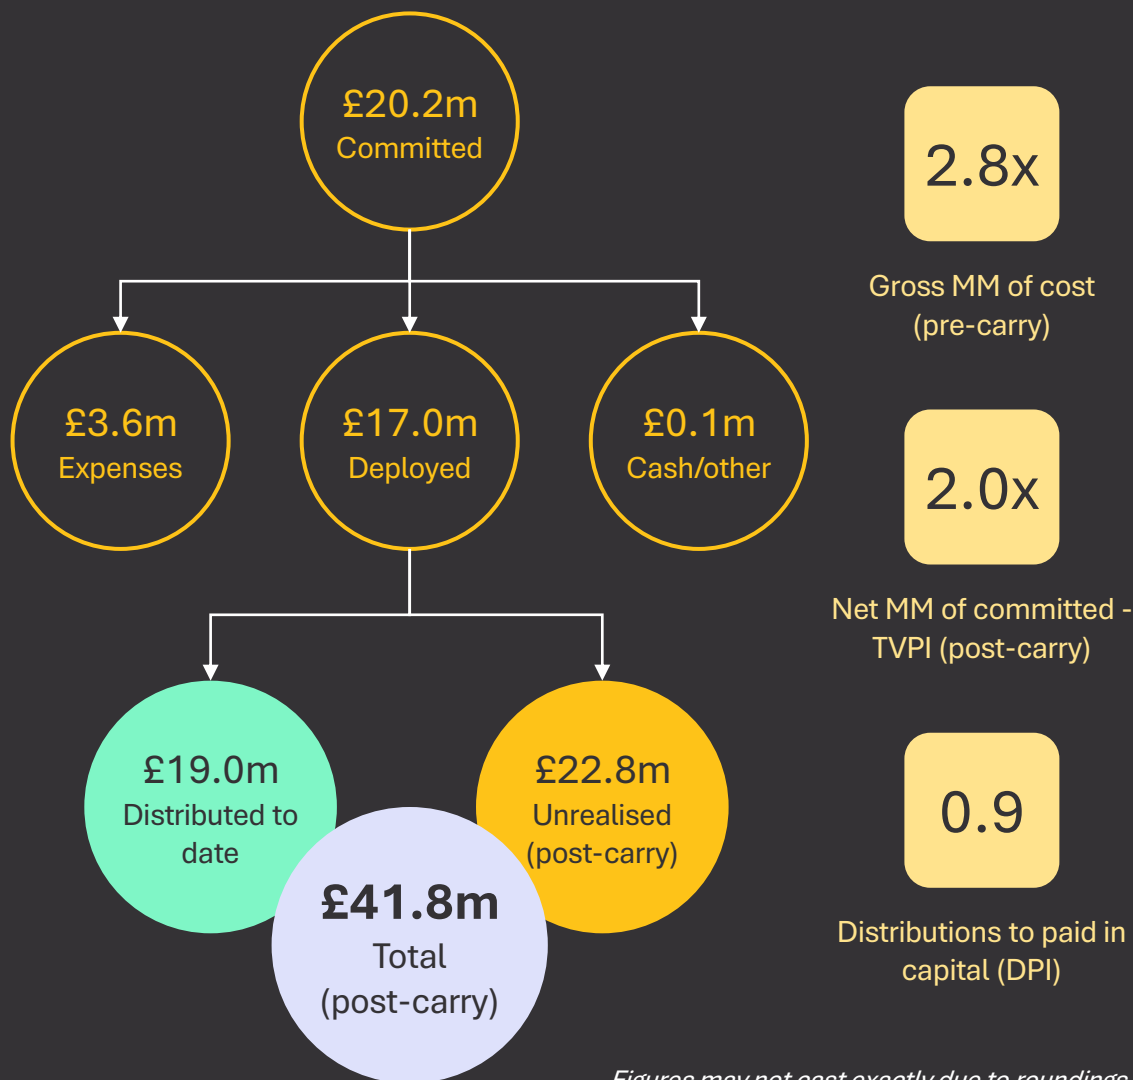 £20.2m
Committed
2.8x
Gross MM of cost
(pre-carry)
£3.6m
Expenses
£17.0m
Deployed
£0.1m
Cash/other
2.0x
Net MM of committed -
TVPI (post-carry)
£19.0m
Distributed to
date
£22.8m
Unrealised
(post-carry)
£41.8m
Total
(post-carry)
0.9
Distributions to paid in
capital (DPI)
Figures may not cast exactly due to roundings